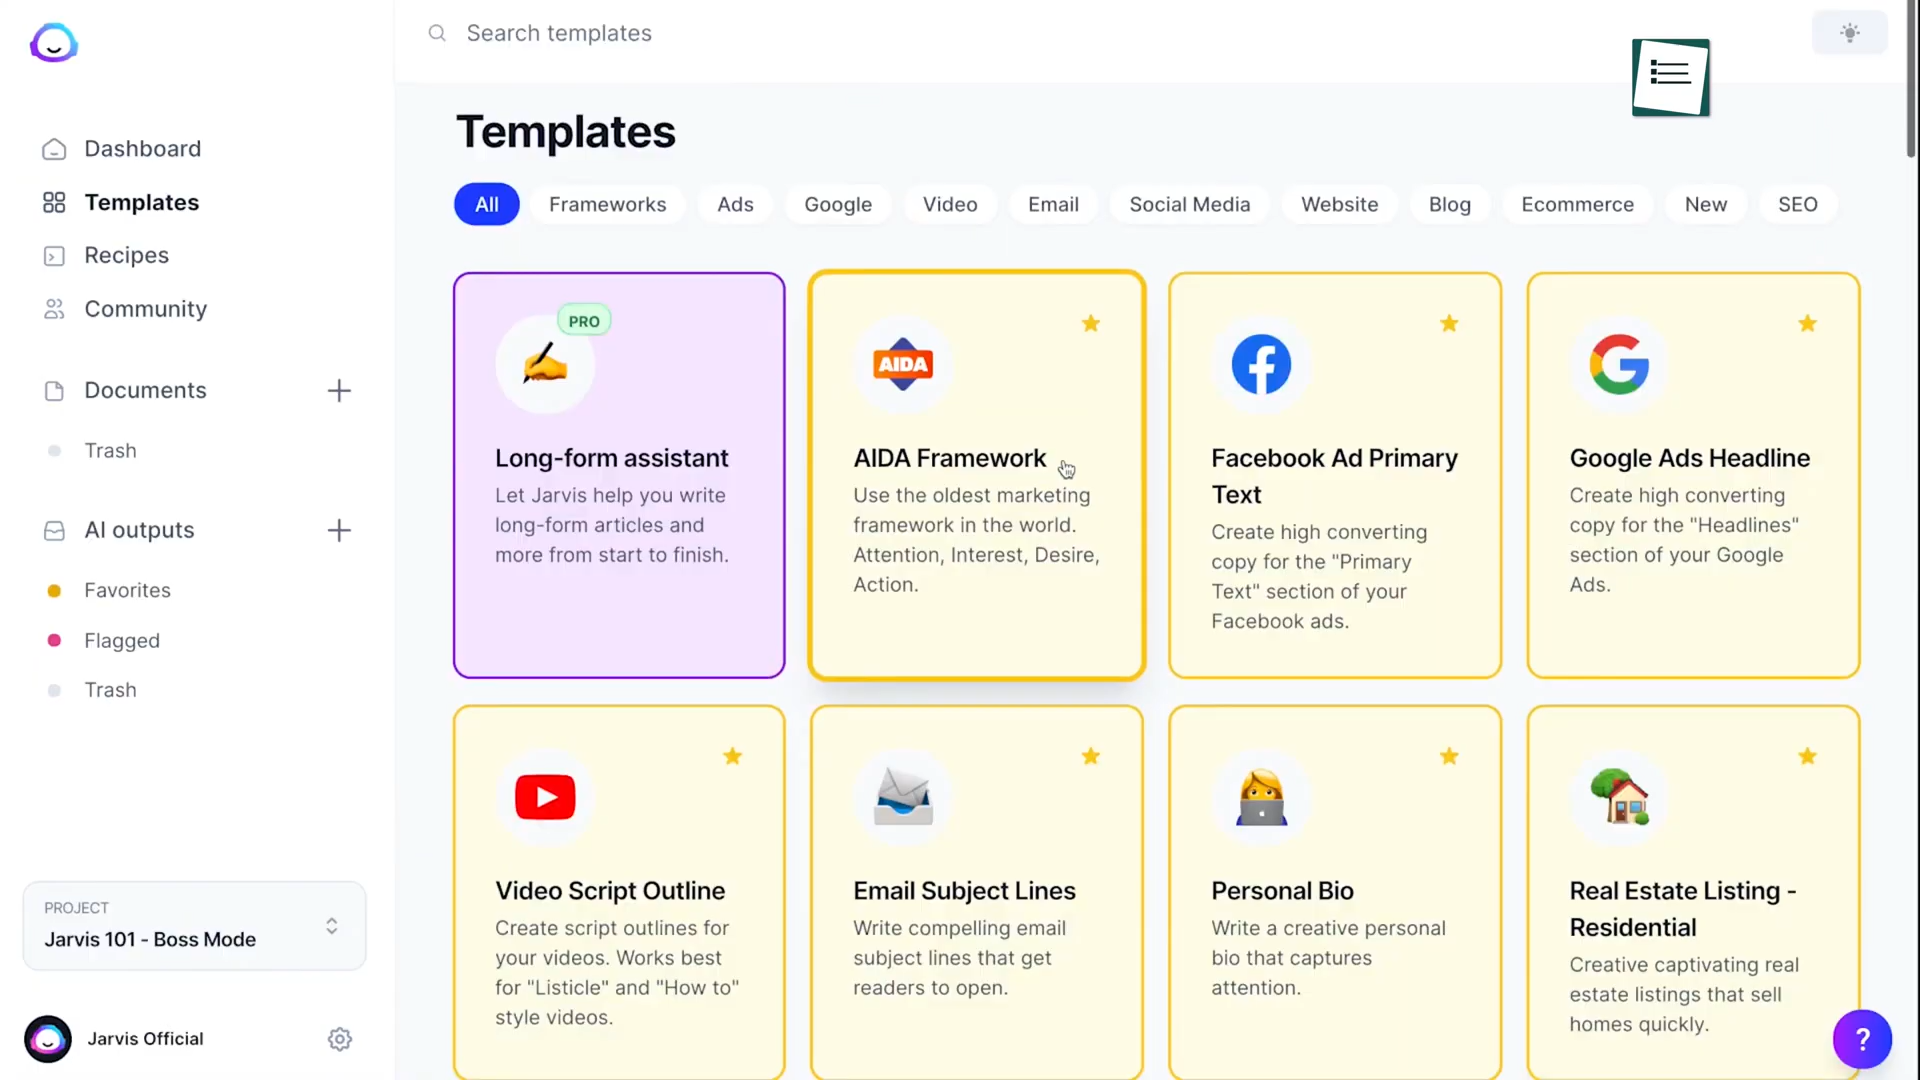 Search templates
Dashboard
Templates
Recipes
Community
Documents
Trash
AI outputs
Favorites
Flagged
Trash
PROJECT
Jarvis 101 - Boss Mode
Jarvis Official
Templates
All Frameworks Ads Google Video Email Social Media Website Blog Ecommerce New SEO
PRO
Long-form assistant
Let Jarvis help you write
long-form articles and
more from start to finish.
AIDA
AIDA Framework
Use the oldest marketing
framework in the world.
Attention, Interest, Desire,
Action.
Facebook Ad Primary
Text
Create high converting
copy for the "Primary
Text" section of your
Facebook ads.
Google Ads Headline
Create high converting
copy for the "Headlines"
section of your Google
Ads.
Video Script Outline
Create script outlines for
your videos. Works best
for "Listicle" and "How to"
style videos.
Email Subject Lines
Write compelling email
subject lines that get
readers to open.
Personal Bio
Write a creative personal
bio that captures
attention.
Real Estate Listing -
Residential
Creative captivating real
estate listings that sell
homes quickly.
?